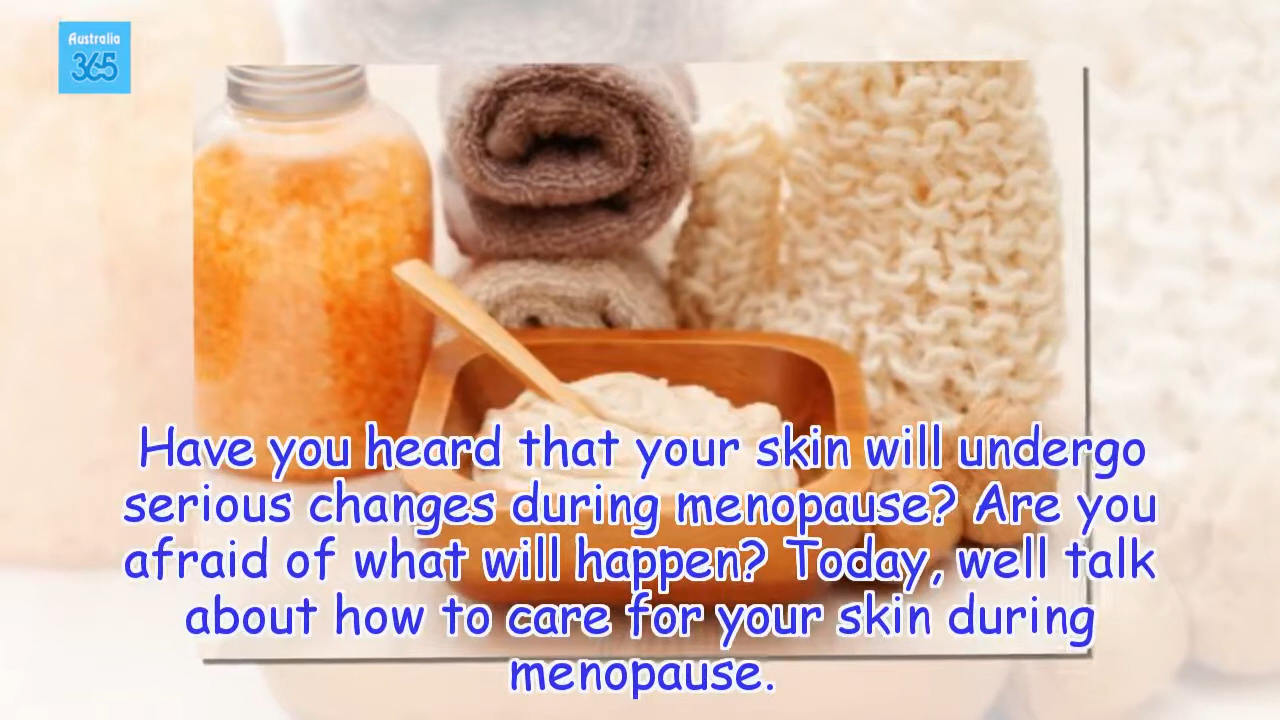 Australia
365
Have you heard that your skin will undergo
serious changes during menopause? Are you
afraid of what will happen? Today, well talk
about how to care for your skin during
menopause.